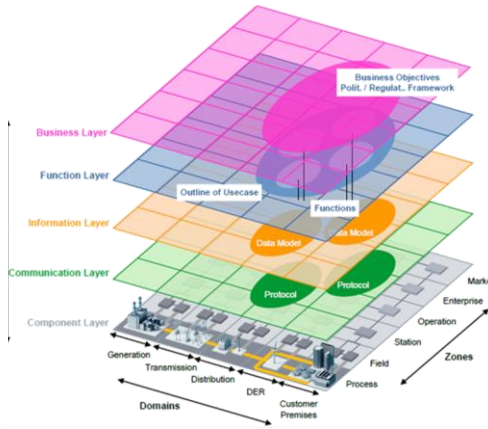 Business Objectives
Polit. / Regulat.. Framework
Business Layer
Function Layer
Outline of Usecase
Functions
Information Layer
Data Model
Data Model
Communication Layer
Protocol
Protocol
Component Layer
Marke
Enterprise
Operation
Station
Field
Process
Generation
Transmission
Distribution
DER
Customer
Premises
Zones
Domains